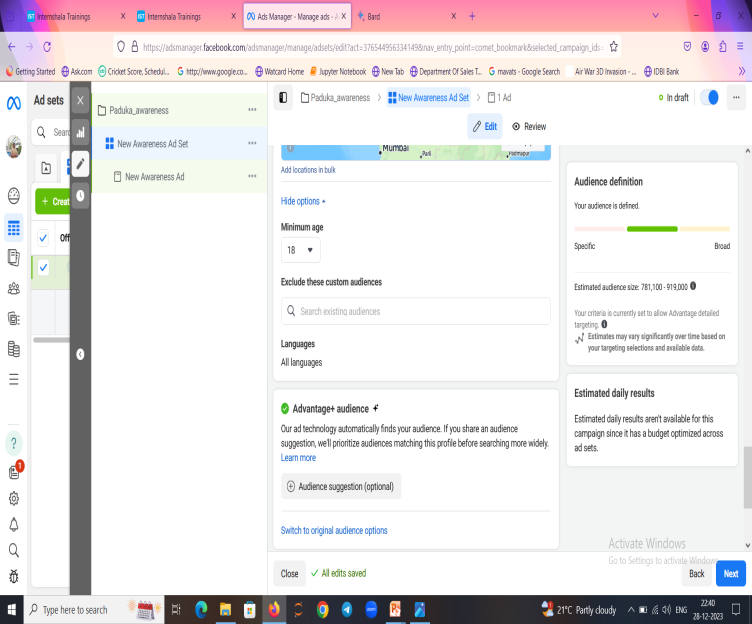 Internshala Trainings
Internshala Trainings
Ads Manager - Manage ads - A
Bard
https://adsmanager.facebook.com/adsmanager/manage/adsets/edit?act=376544956334149&nav_entry_point=comet_bookmark&selected_campaign_ids=
Getting Started
Ask.com
Cricket Score, Schedul...
http://www.google.co...
Watcard Home
Jupyter Notebook
New Tab
Department Of Sales T...
mavats - Google Search
Air War 3D Invasion - ...
IDBI Bank
Ad sets
Sear
+ Creat
Off
1
Paduka_awareness
New Awareness Ad Set
New Awareness Ad
Paduka_awareness
New Awareness Ad Set
1 Ad
In draft
Edit
Review
Mumbai
Parli
Add locations in bulk
Hide options
Minimum age
18
Exclude these custom audiences
Search existing audiences
Languages
All languages
Advantage+ audience
Our ad technology automatically finds your audience. If you share an audience
suggestion, we'll prioritize audiences matching this profile before searching more widely.
Learn more
Audience suggestion (optional)
Switch to original audience options
Close
All edits saved
Audience definition
Your audience is defined.
Specific
Broad
Estimated audience size: 781,100 - 919,000
Your criteria is currently set to allow Advantage detailed
targeting.
Estimates may vary significantly over time based on
your targeting selections and available data.
Estimated daily results
Estimated daily results aren't available for this
campaign since it has a budget optimized across
ad sets.
Activate Windows
Go to Settings to activate Windows.
Back
Next
Type here to search
21°C Partly cloudy
ENG
22:40
28-12-2023